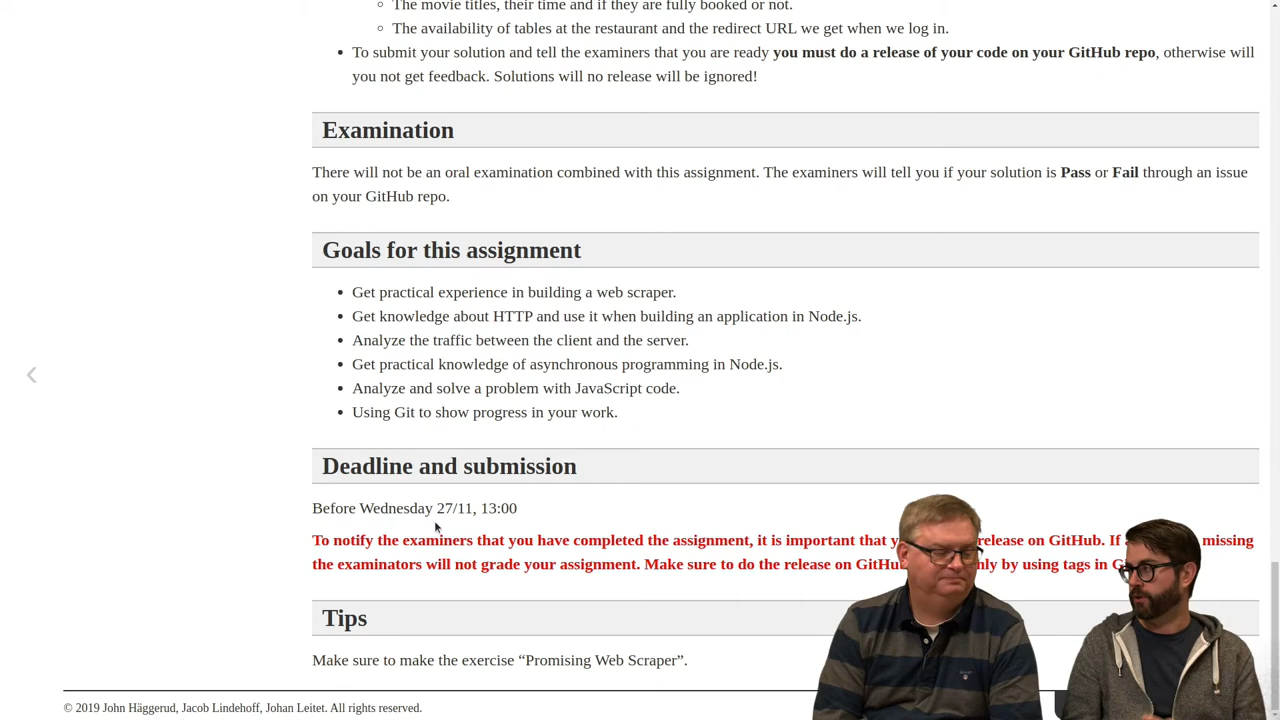 The movie titles, their time and if they are fully booked or not.
The availability of tables at the restaurant and the redirect URL we get when we log in.
To submit your solution and tell the examiners that you are ready you must do a release of your code on your GitHub repo, otherwise will
you not get feedback. Solutions will no release will be ignored!
Examination
There will not be an oral examination combined with this assignment. The examiners will tell you if your solution is Pass or Fail through an issue
on your GitHub repo.
Goals for this assignment
Get practical experience in building a web scraper.
Get knowledge about HTTP and use it when building an application in Node.js.
Analyze the traffic between the client and the server.
Get practical knowledge of asynchronous programming in Node.js.
Analyze and solve a problem with JavaScript code.
Using Git to show progress in your work.
Deadline and submission
Before Wednesday 27/11, 13:00
To notify the examiners that you have completed the assignment, it is important that release on GitHub. If missing
the examinators will not grade your assignment. Make sure to do the release on by using tags in
Tips
Make sure to make the exercise “Promising Web Scraper”.
© 2019 John Häggerud, Jacob Lindehoff, Johan Leitet. All rights reserved.